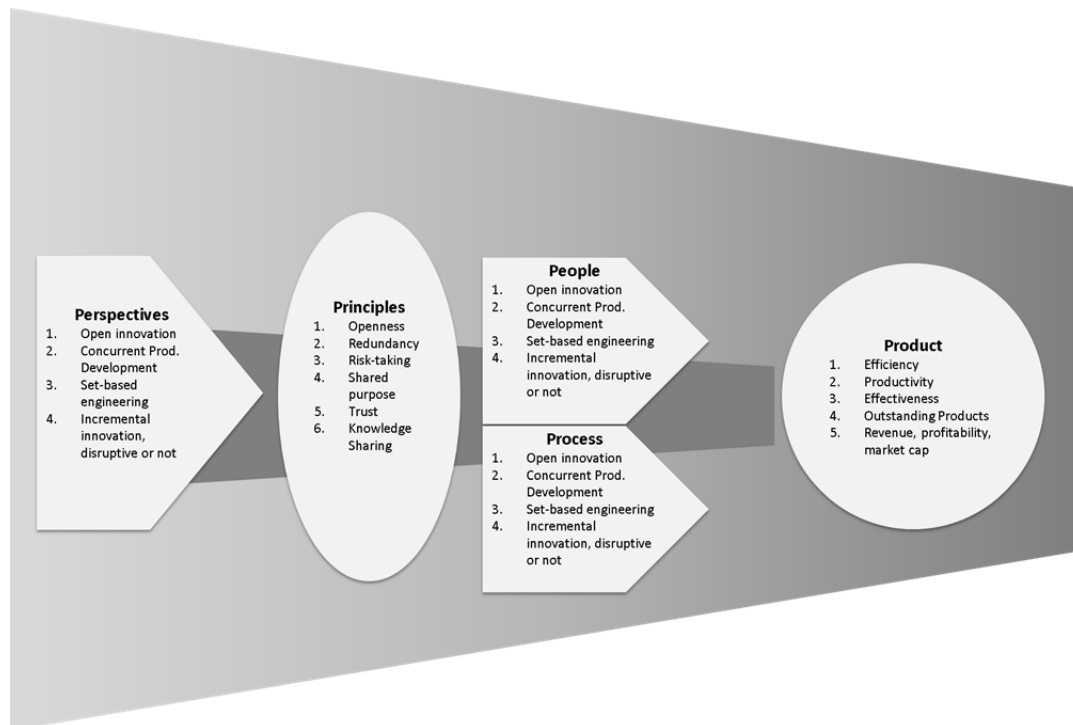 Perspectives
1. Open innovation
2. Concurrent Prod.
Development
3. Set-based
engineering
4. Incremental
innovation,
disruptive or not
Principles
1. Openness
2. Redundancy
3. Risk-taking
4. Shared
purpose
5. Trust
6. Knowledge
Sharing
People
1. Open innovation
2. Concurrent Prod.
Development
3. Set-based engineering
4. Incremental
innovation, disruptive
or not
Process
1. Open innovation
2. Concurrent Prod.
Development
3. Set-based engineering
4. Incremental
innovation, disruptive
or not
Product
1. Efficiency
2. Productivity
3. Effectiveness
4. Outstanding Products
5. Revenue, profitability,
market cap